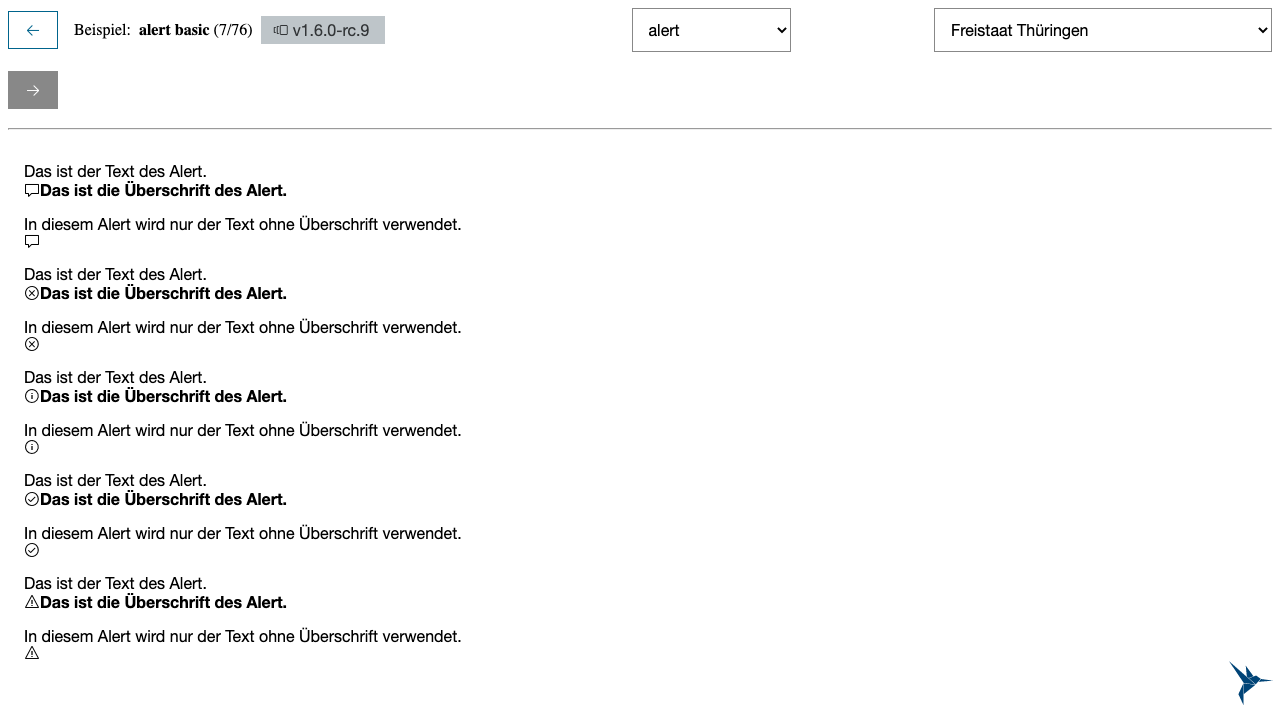 Beispiel: alert basic (7/76) v1.6.0-rc.9 alert Freistaat Thüringen
Das ist der Text des Alert.
Das ist die Überschrift des Alert.
In diesem Alert wird nur der Text ohne Überschrift verwendet.
Das ist der Text des Alert.
Das ist die Überschrift des Alert.
In diesem Alert wird nur der Text ohne Überschrift verwendet.
Das ist der Text des Alert.
Das ist die Überschrift des Alert.
In diesem Alert wird nur der Text ohne Überschrift verwendet.
Das ist der Text des Alert.
Das ist die Überschrift des Alert.
In diesem Alert wird nur der Text ohne Überschrift verwendet.
Das ist der Text des Alert.
Das ist die Überschrift des Alert.
In diesem Alert wird nur der Text ohne Überschrift verwendet.